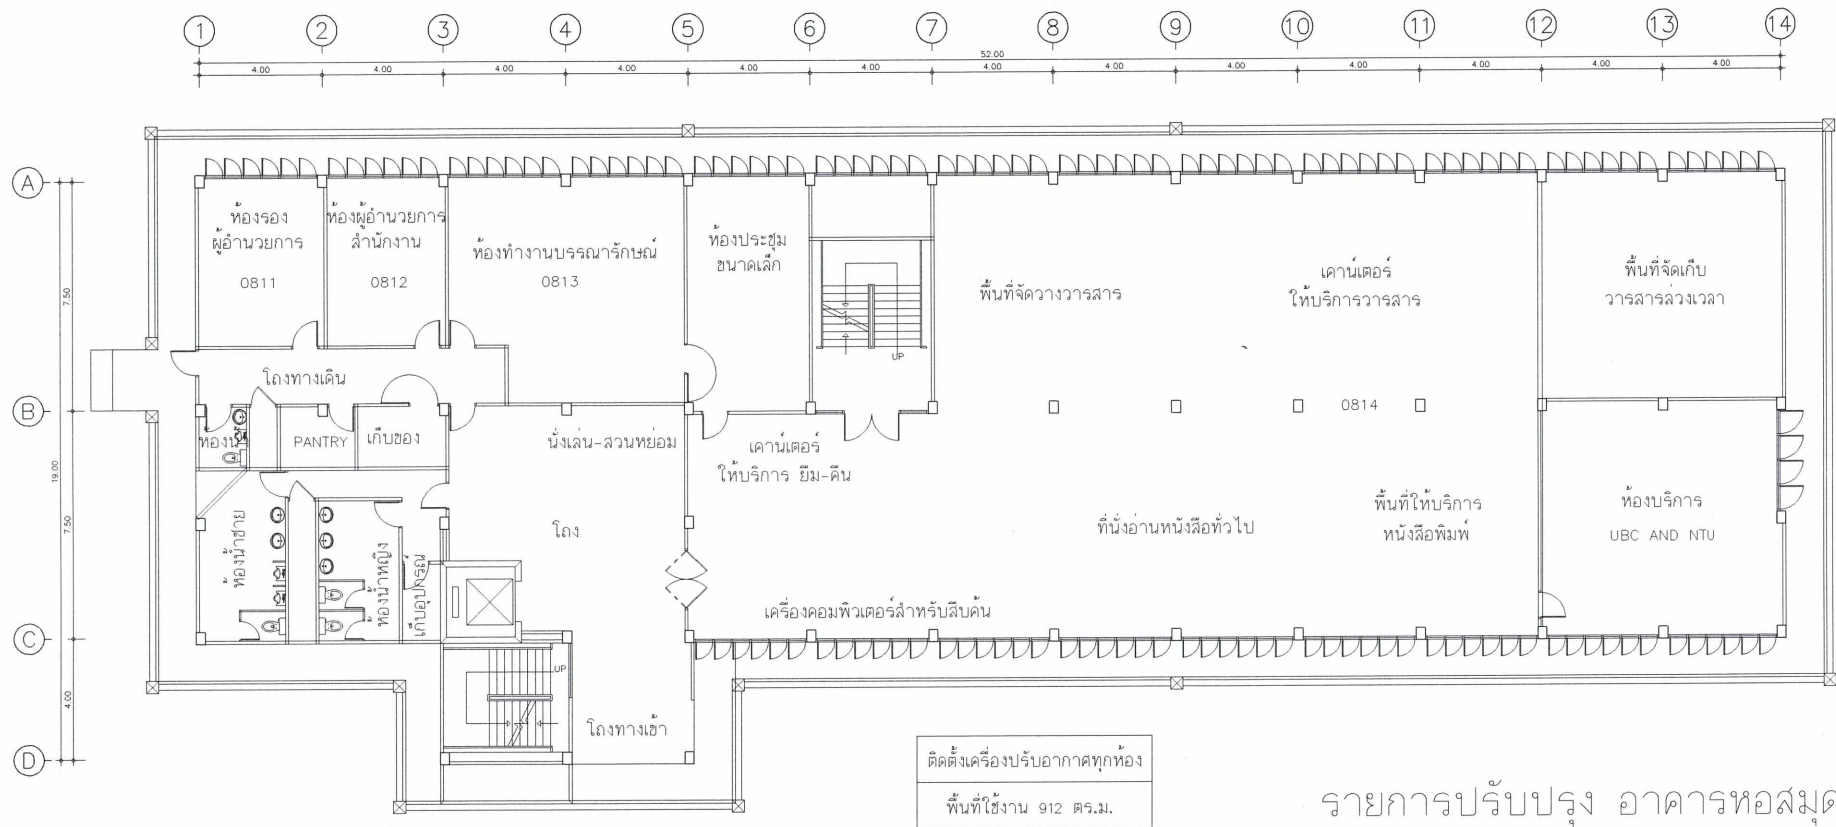 1 2 3 4 5 6 7 8 9 10 11 12 13 14
52.00
4.00 4.00 4.00 4.00 4.00 4.00 4.00 4.00 4.00 4.00 4.00 4.00 4.00
A
B
C
D
7.50
19.00
7.50
4.00
ห้องรอง
ผู้อำนวยการ
0811
ห้องผู้อำนวยการ
สำนักงาน
0812
ห้องทำงานบรรณารักษณ์
0813
ห้องประชุม
ขนาดเล็ก
UP
พื้นที่จัดวางวารสาร
เคาน์เตอร์
ให้บริการวารสาร
พื้นที่จัดเก็บ
วารสารล่วงเวลา
โถงทางเดิน
0814
ห้องน้ำ
PANTRY
เก็บของ
นั่งเล่น-สวนหย่อม
เคาน์เตอร์
ให้บริการ ยืม-คืน
โถง
ที่นั่งอ่านหนังสือทั่วไป
พื้นที่ให้บริการ
หนังสือพิมพ์
ห้องบริการ
UBC AND NTU
ห้องน้ำชาย
ห้องน้ำหญิง
เก็บอุปกรณ์
เครื่องคอมพิวเตอร์สำหรับสืบค้น
UP
โถงทางเข้า
ติดตั้งเครื่องปรับอากาศทุกห้อง
พื้นที่ใช้งาน 912 ตร.ม.
รายการปรับปรุง อาคารหอสมุด